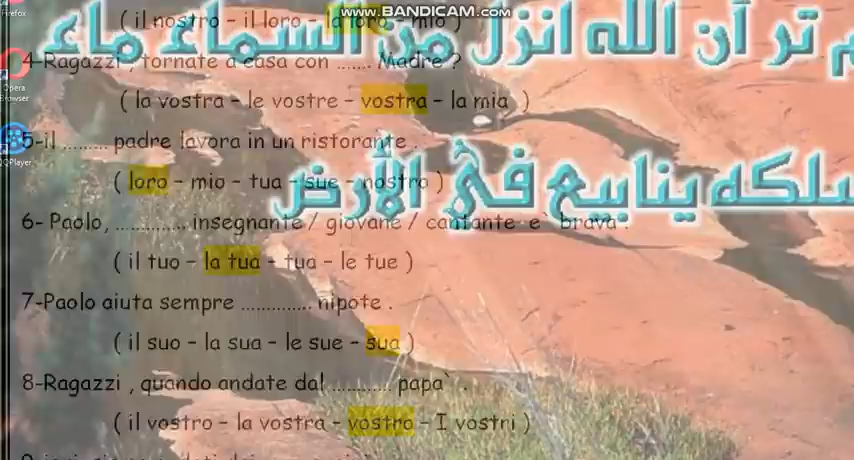 WWW.BANDICAM.COM
Firefox
( il nostro – il loro – la loro – mio )
م تر أن الله انزل من السماء ماء
4-Ragazzi , tornate a casa con ....... Madre ?
Opera
Browser
( la vostra – le vostre – vostra – la mia )
5-il ......... padre lavora in un ristorante .
QQPlayer
( loro – mio – tua – sue – nostro )
سلكه ينابيع في الأرض
6- Paolo, .............. insegnante / giovane / cantante e brava .
( il tuo – la tua – tua – le tue )
7-Paolo aiuta sempre .............. nipote .
( il suo – la sua – le sue – sua )
8-Ragazzi , quando andate dal ............ papa` .
( il vostro – la vostra – vostro – I vostri )